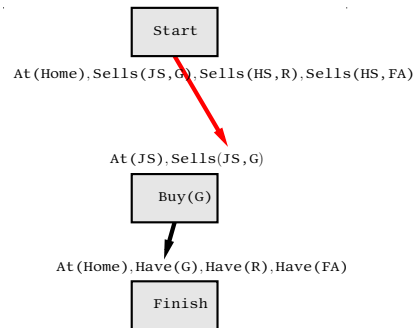 Start
At(Home),Sells(JS,G),Sells(HS,R),Sells(HS,FA)
At(JS),Sells(JS,G)
Buy(G)
At(Home),Have(G),Have(R),Have(FA)
Finish